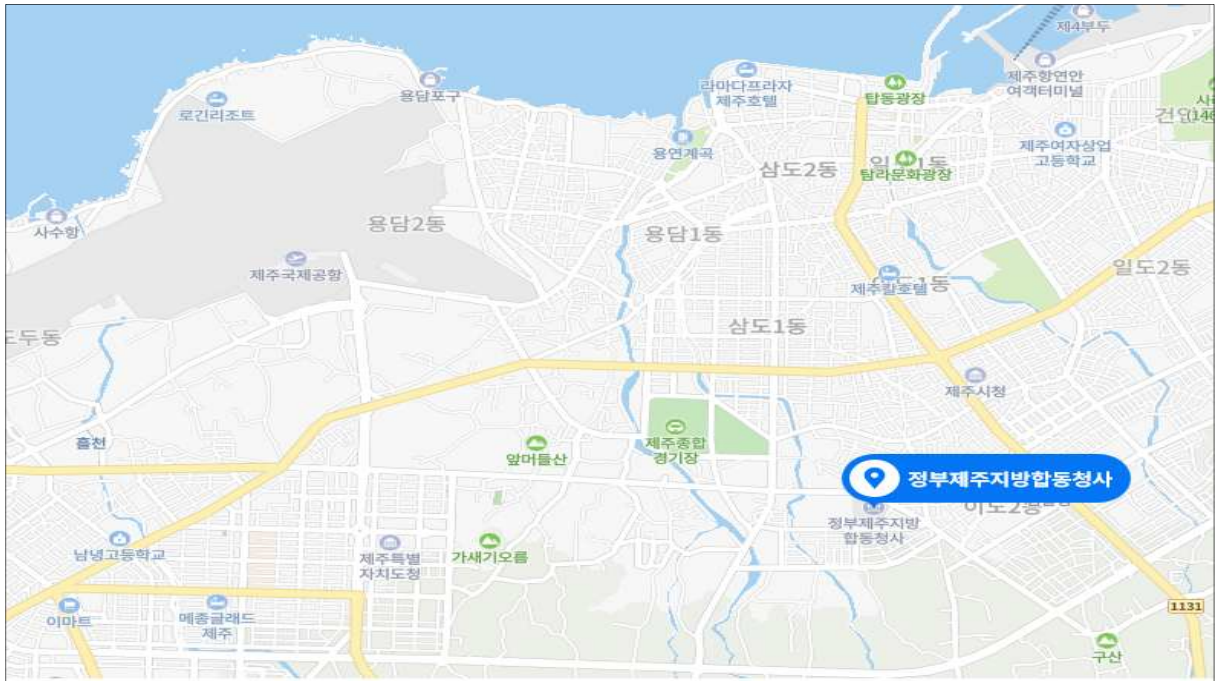 제4부두
라마다프라자
제주호텔
탑동광장
제주항연안
여객터미널
용담포구
로긴리조트
제주여자상업
고등학교
용연계곡
삼도2동
탐라문화광장
사수항
용담2동
용담1동
제주국제공항
일도2동
제주칼호텔
삼도1동
도두동
제주시청
흘천
제주종합
경기장
앞머들산
정부제주지방합동청사
정부제주지방
합동청사
이도2동
남녕고등학교
제주특별
자치도청
가새기오름
1131
이마트
메종글래드
제주
구산